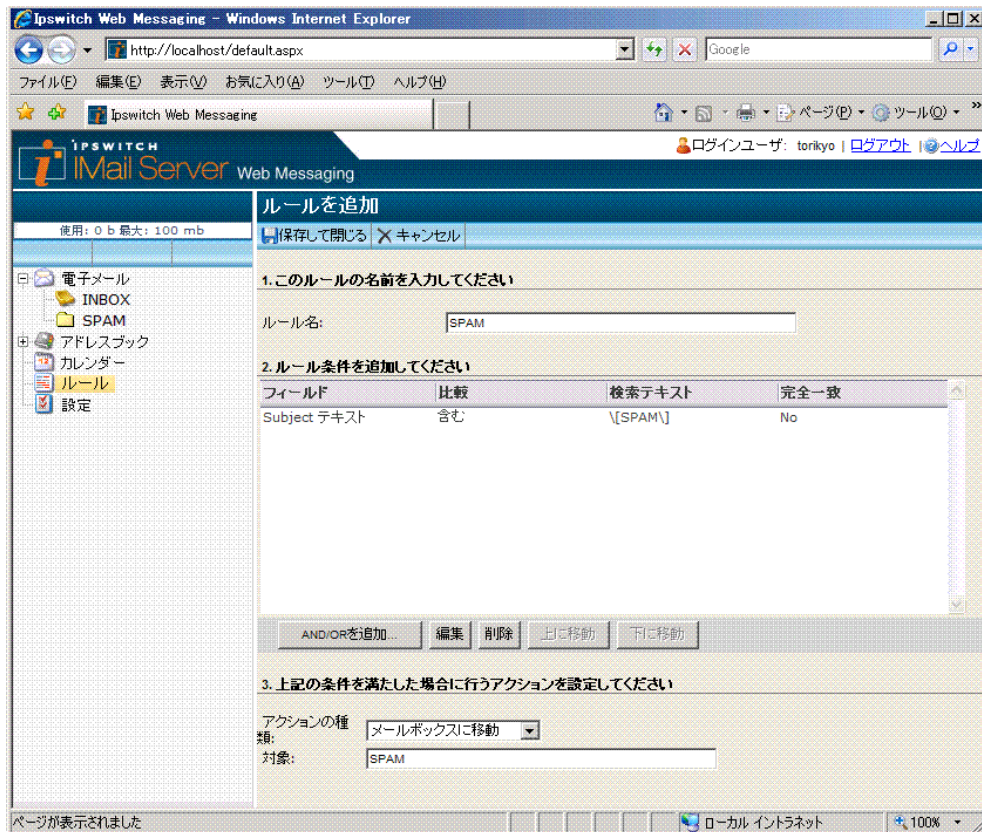 Ipswitch Web Messaging - Windows Internet Explorer
http://localhost/default.aspx
Google
ファイル(F) 編集(E) 表示(V) お気に入り(A) ツール(T) ヘルプ(H)
Ipswitch Web Messaging
ページ(P) ツール(O)
IPSWITCH
IMail Server Web Messaging
ログインユーザ: torikyo | ログアウト | ヘルプ
使用: 0 b 最大: 100 mb
電子メール
INBOX
SPAM
アドレスブック
カレンダー
ルール
設定
ルールを追加
保存して閉じる キャンセル
1.このルールの名前を入力してください
ルール名: SPAM
2.ルール条件を追加してください
フィールド 比較 検索テキスト 完全一致
Subject テキスト 含む \[SPAM\] No
AND/ORを追加... 編集 削除 上に移動 下に移動
3.上記の条件を満たした場合に行うアクションを設定してください
アクションの種類: メールボックスに移動
対象: SPAM
ページが表示されました
ローカル イントラネット
100%